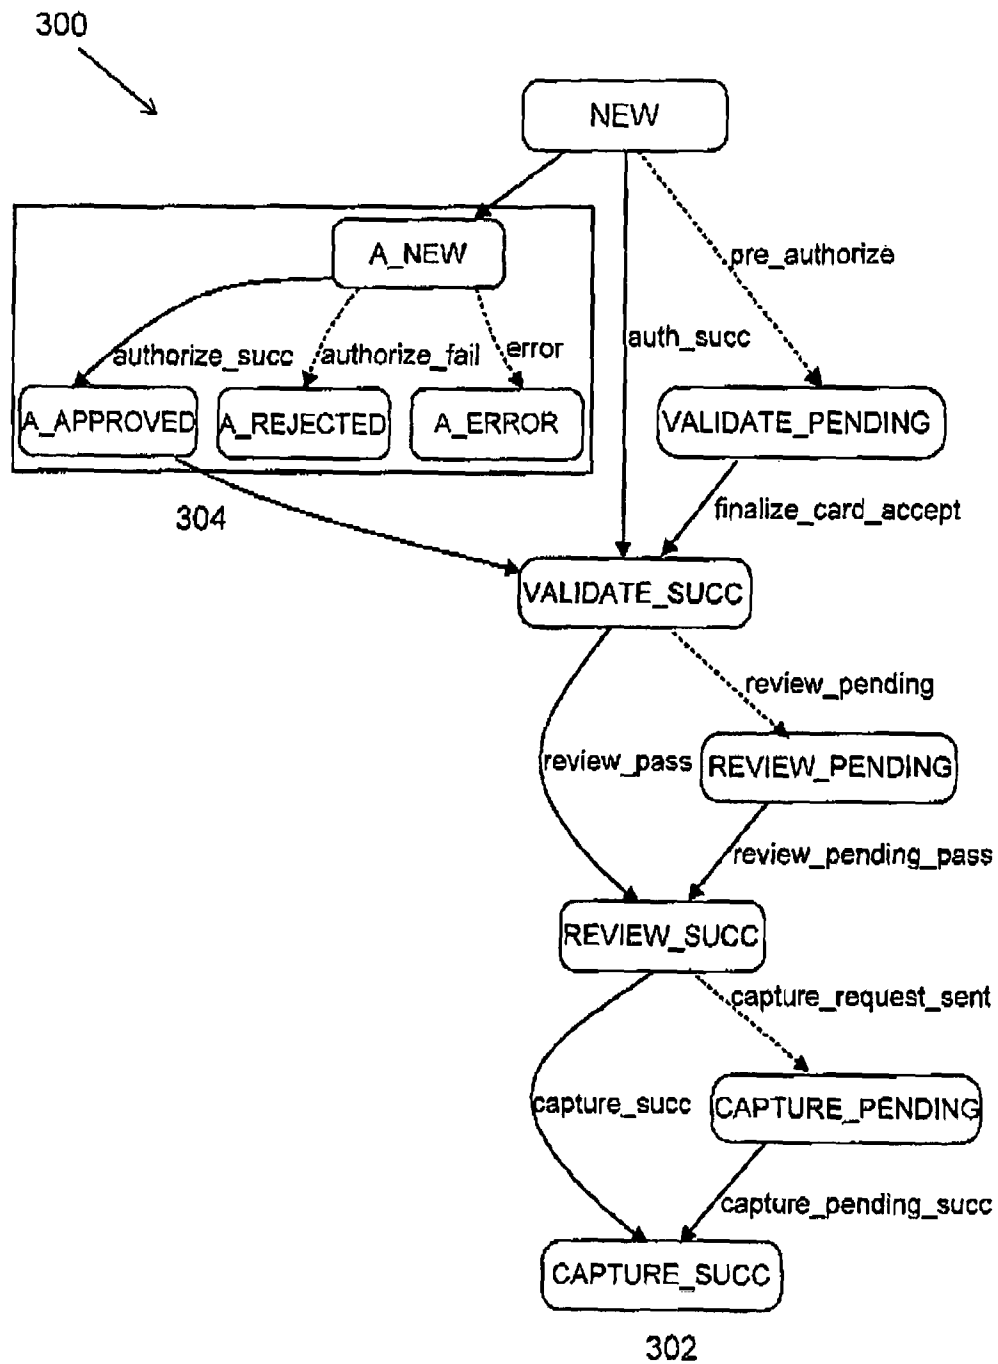 300
NEW
A_NEW
pre_authorize
auth_succ
authorize_succ
authorize_fail
error
A_APPROVED
A_REJECTED
A_ERROR
VALIDATE_PENDING
304
finalize_card_accept
VALIDATE_SUCC
review_pending
review_pass
REVIEW_PENDING
review_pending_pass
REVIEW_SUCC
capture_request_sent
capture_succ
CAPTURE_PENDING
capture_pending_succ
CAPTURE_SUCC
302